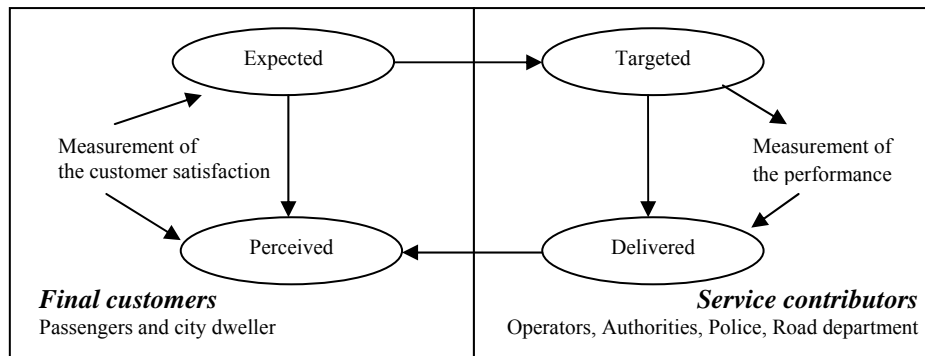 Expected
Targeted
Measurement of
the customer satisfaction
Measurement of
the performance
Perceived
Delivered
Final customers
Passengers and city dweller
Service contributors
Operators, Authorities, Police, Road department